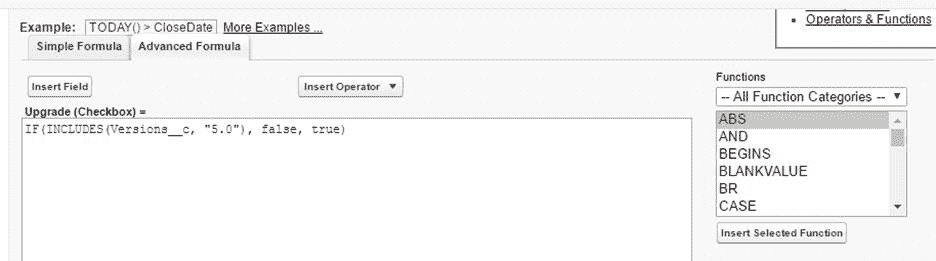 Example: TODAY() > CloseDate More Examples ...
Operators & Functions
Simple Formula Advanced Formula
Insert Field Insert Operator
Functions
-- All Function Categories --
Upgrade (Checkbox) =
IF(INCLUDES(Versions__c, "5.0"), false, true)
ABS
AND
BEGINS
BLANKVALUE
BR
CASE
Insert Selected Function